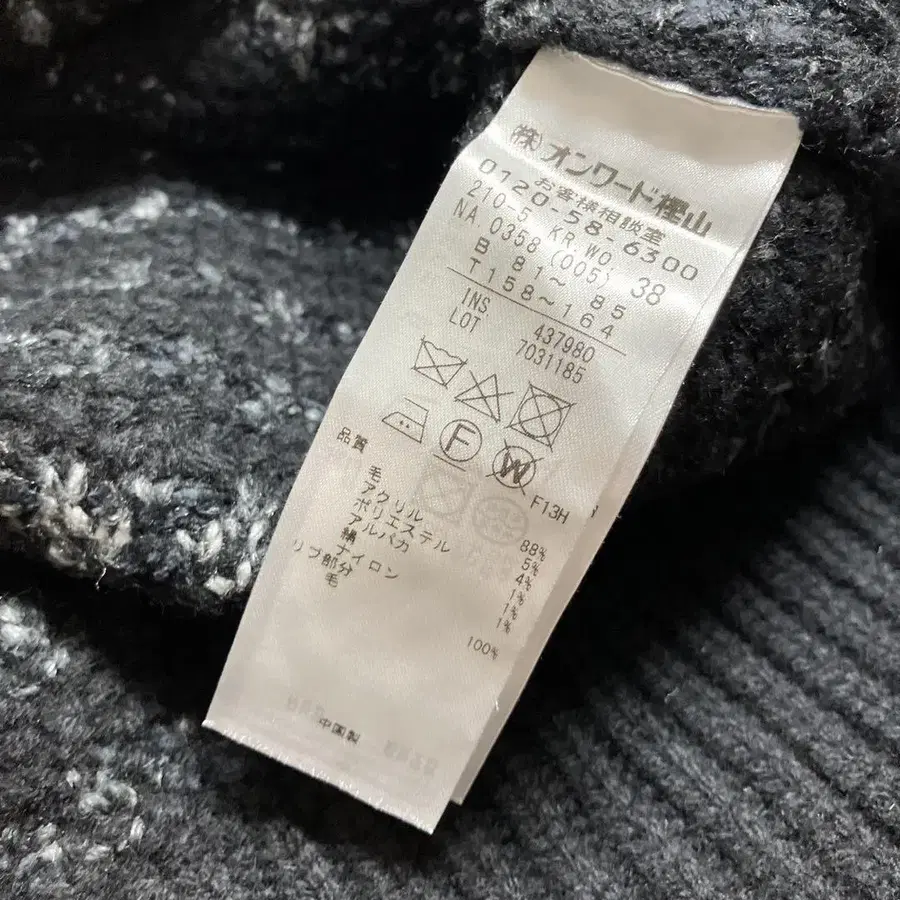 (株)オンワード樫山
お客様相談室
0120-58-6300
210-5 KR.WO
NA.0358 (005) 38
B 81〜 85
T158〜164
INS 437980
LOT 7031185
F
W
F13H
品質
毛 88%
アクリル 5%
ポリエステル 4%
アルパカ 1%
絹 1%
ナイロン 1%
リブ部分
毛 100%
中国製